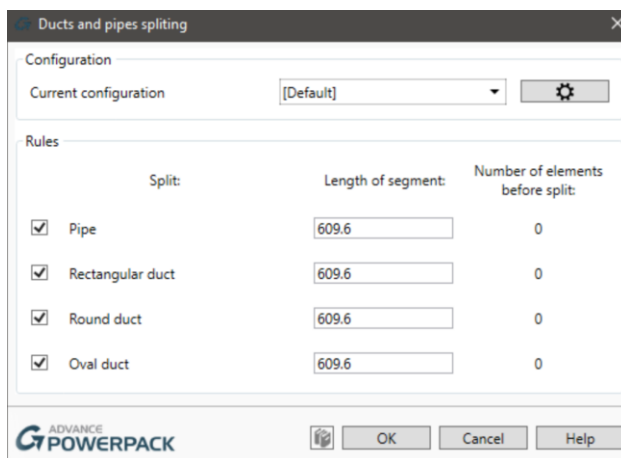 Ducts and pipes spliting
Configuration
Current configuration [Default]
Rules
Split: Length of segment: Number of elements
before split:
Pipe 609.6 0
Rectangular duct 609.6 0
Round duct 609.6 0
Oval duct 609.6 0
ADVANCE
POWERPACK
OK Cancel Help